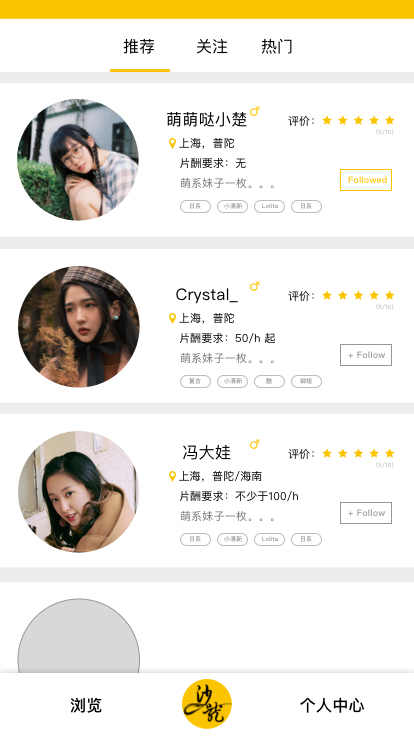 推荐 关注 热门
萌萌哒小楚♂ 评价：★ ★ ★ ★ ★
(5/10)
上海，普陀
片酬要求：无
萌系妹子一枚。。。
Followed
日系 小清新 Lolita 日系
Crystal_♂ 评价：★ ★ ★ ★ ★
(5/10)
上海，普陀
片酬要求：50/h 起
萌系妹子一枚。。。
+ Follow
复古 小清新 酷
冯大娃♂ 评价：★ ★ ★ ★ ★
(5/10)
上海，普陀/海南
片酬要求：不少于100/h
萌系妹子一枚。。。
+ Follow
日系 小清新 Lolita 日系
浏览 沙龍 个人中心